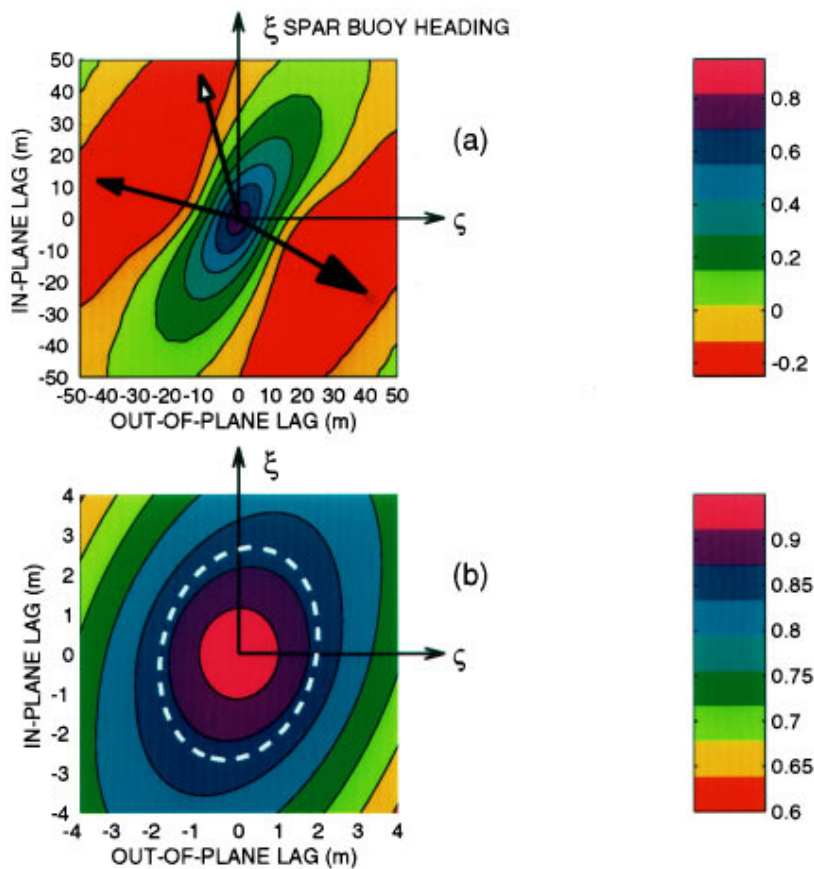 ξ SPAR BUOY HEADING
50
40
30
20
10
0
-10
-20
-30
-40
-50
IN-PLANE LAG (m)
-50-40-30-20-10 0 10 20 30 40 50
OUT-OF-PLANE LAG (m)
ς
(a)
0.8
0.6
0.4
0.2
0
-0.2
ξ
4
3
2
1
0
-1
-2
-3
-4
IN-PLANE LAG (m)
-4 -3 -2 -1 0 1 2 3 4
OUT-OF-PLANE LAG (m)
ς
(b)
0.9
0.85
0.8
0.75
0.7
0.65
0.6